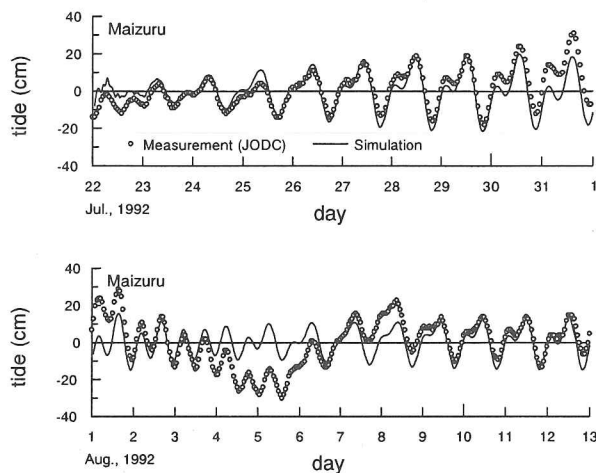 40
Maizuru
20
0
-20
-40
tide (cm)
Measurement (JODC) Simulation
22 23 24 25 26 27 28 29 30 31 1
Jul., 1992
day
40
Maizuru
20
0
-20
-40
tide (cm)
1 2 3 4 5 6 7 8 9 10 11 12 13
Aug., 1992
day